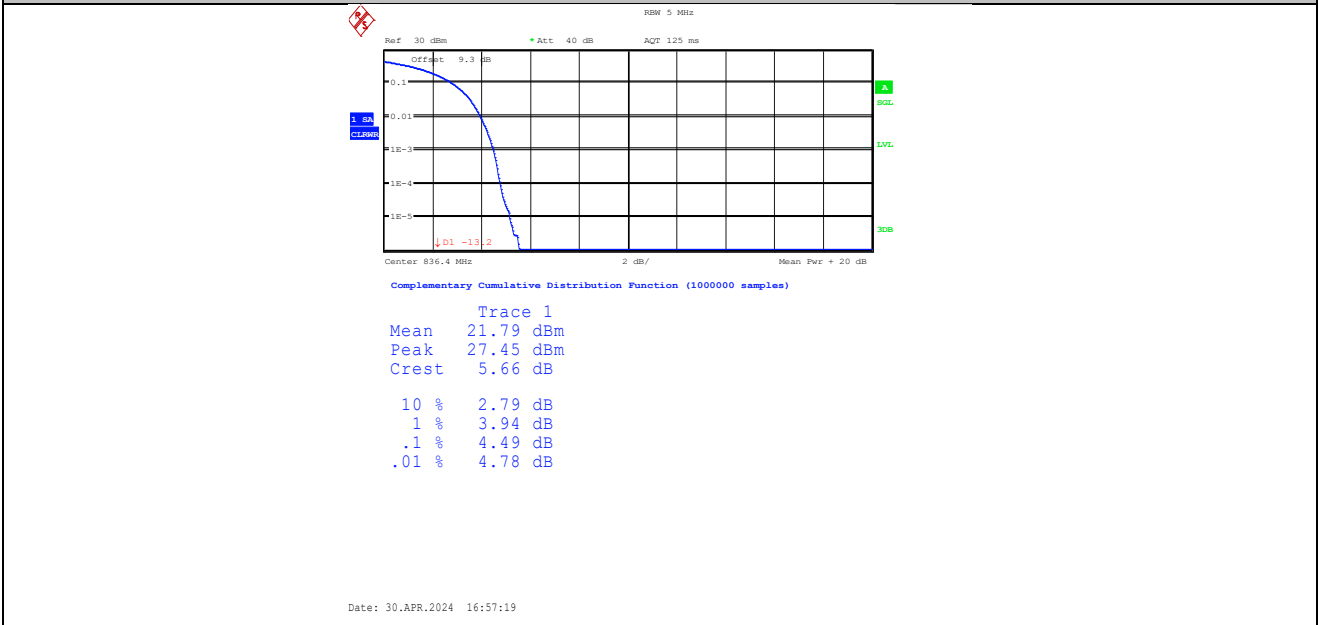 RBW 5 MHz
Ref 30 dBm * Att 40 dB AQT 125 ms
Offset 9.3 dB
0.1
A
SGL
1 SA
0.01
CLRWR
1E-3
LVL
1E-4
1E-5
3DB
D1 -13.2
Center 836.4 MHz 2 dB/ Mean Pwr + 20 dB
Complementary Cumulative Distribution Function (1000000 samples)
Trace 1
Mean 21.79 dBm
Peak 27.45 dBm
Crest 5.66 dB
10 % 2.79 dB
1 % 3.94 dB
.1 % 4.49 dB
.01 % 4.78 dB
Date: 30.APR.2024 16:57:19